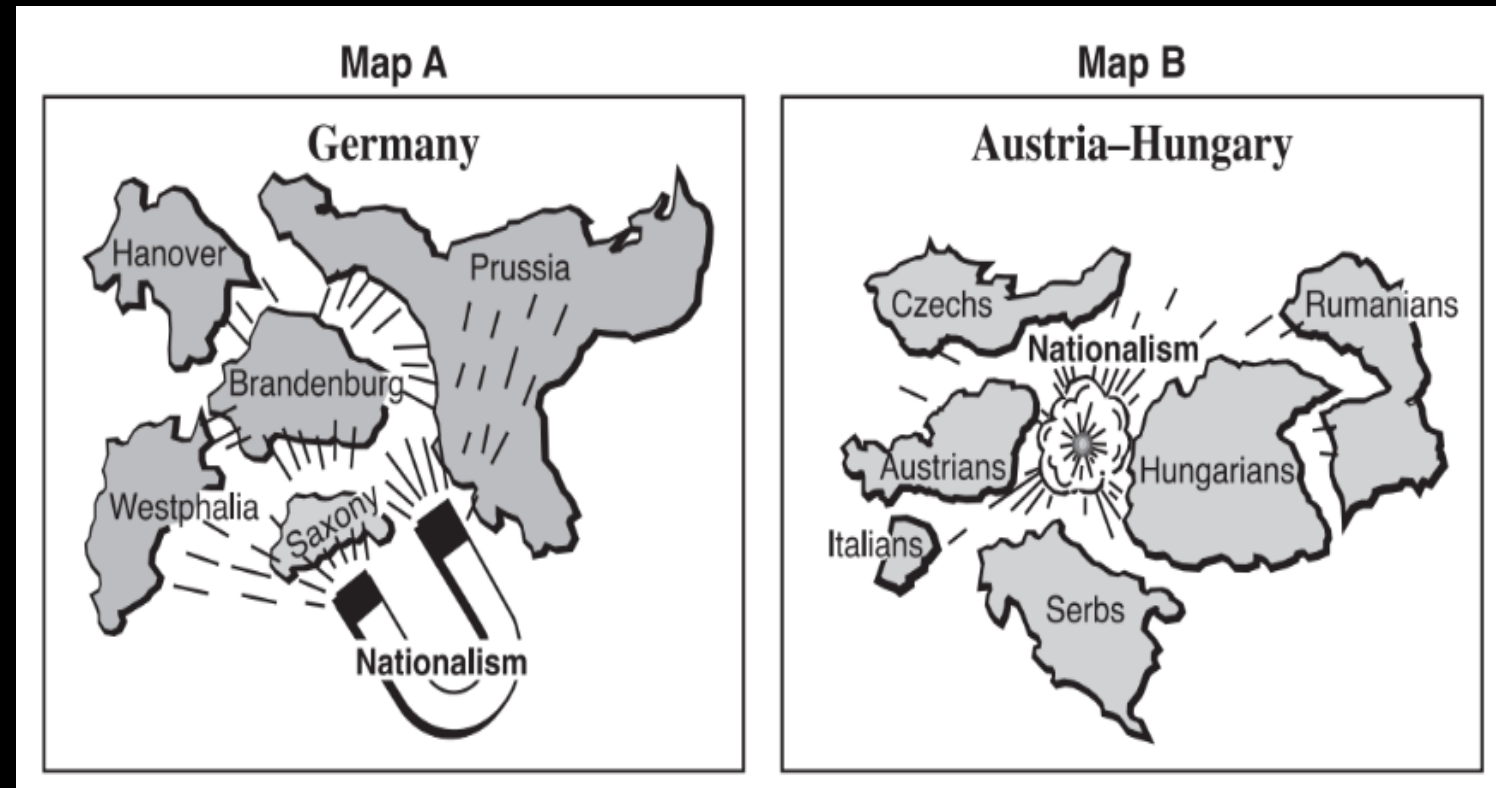 Map A
Germany
Hanover
Prussia
Brandenburg
Westphalia
Saxony
Nationalism
Map B
Austria–Hungary
Czechs
Rumanians
Nationalism
Austrians
Hungarians
Italians
Serbs